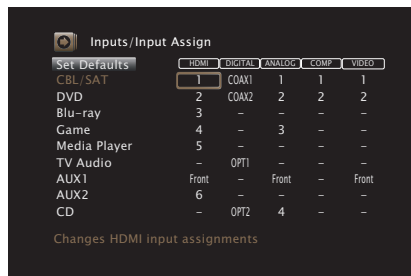 Inputs/Input Assign
Set Defaults HDMI DIGITAL ANALOG COMP VIDEO
CBL/SAT 1 COAX1 1 1 1
DVD 2 COAX2 2 2 2
Blu-ray 3 – – – –
Game 4 – 3 – –
Media Player 5 – – – –
TV Audio – OPT1 – – –
AUX1 Front – Front – Front
AUX2 6 – – – –
CD – OPT2 4 – –
Changes HDMI input assignments